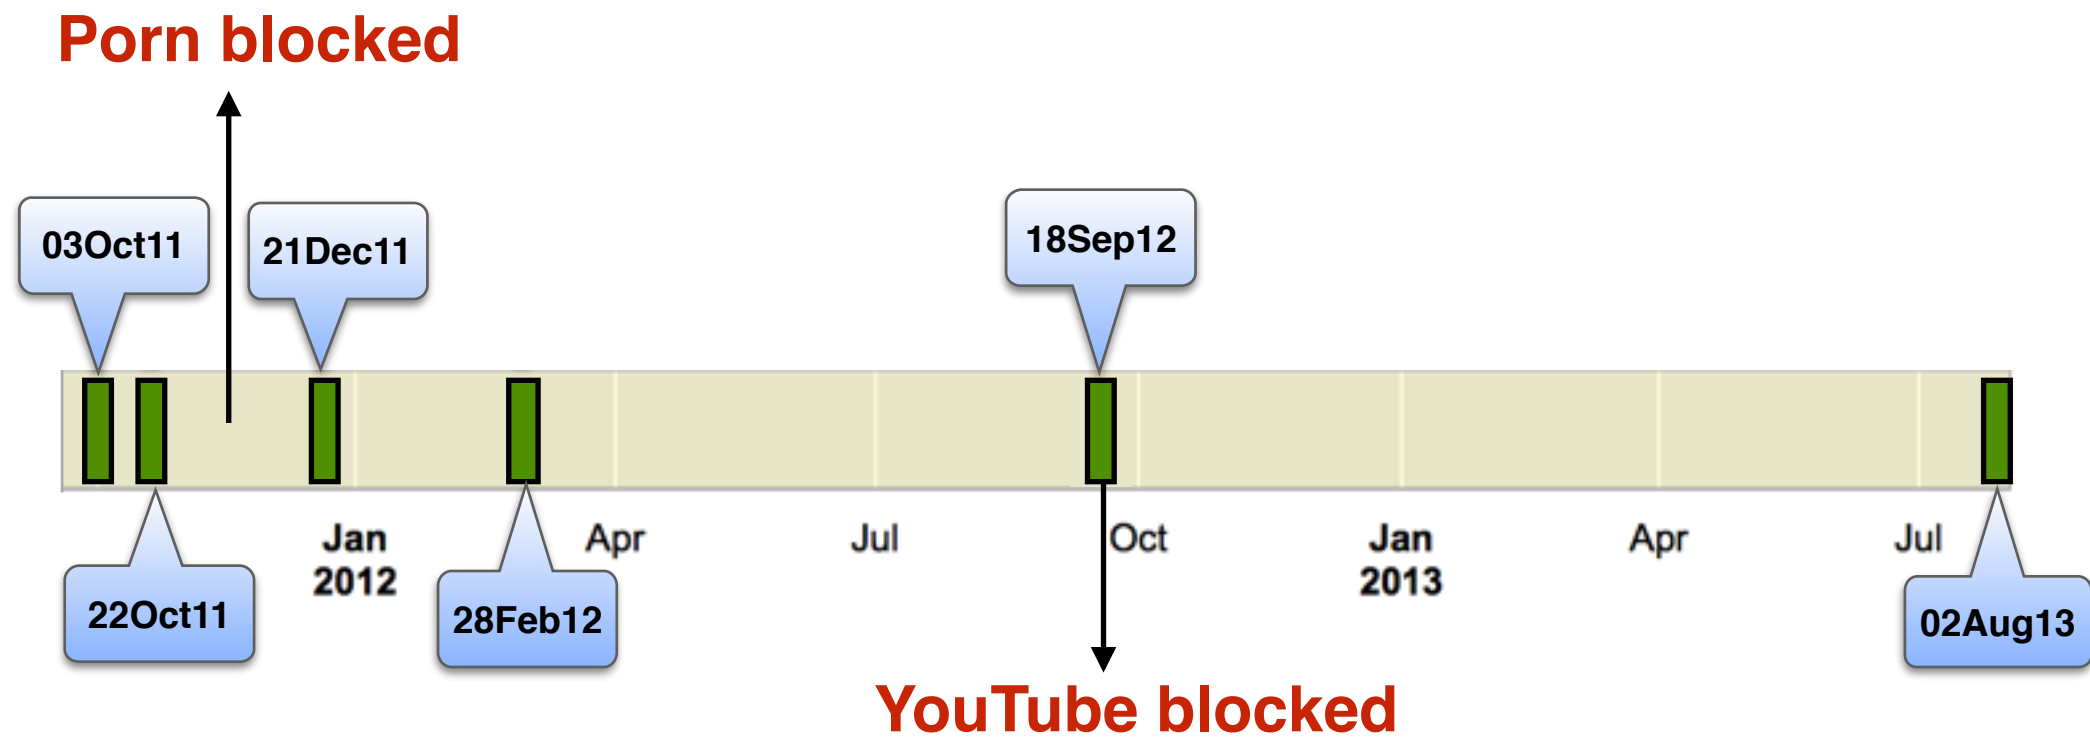 Porn blocked
03Oct11
21Dec11
18Sep12
Jan
2012
Apr
Jul
Oct
Jan
2013
Apr
Jul
22Oct11
28Feb12
02Aug13
YouTube blocked